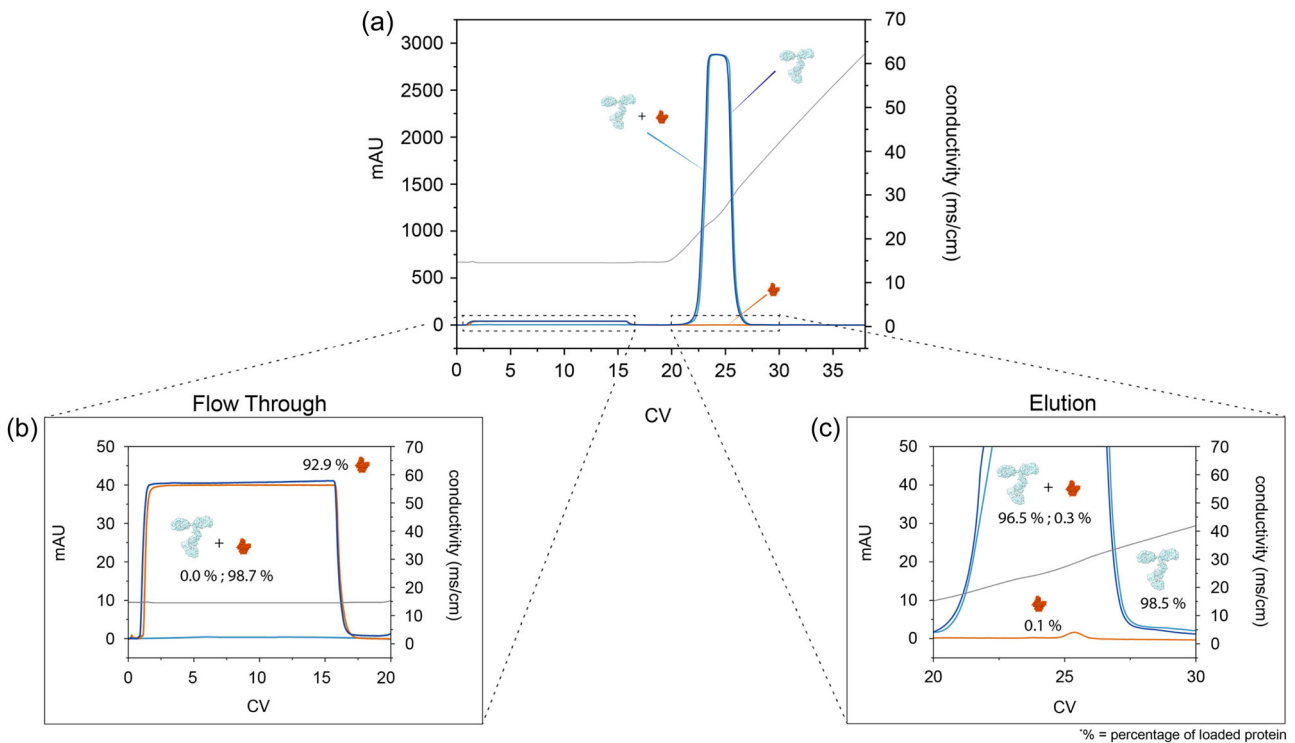 (a)
3000
2500
2000
1500
1000
500
0
mAU
70
60
50
40
30
20
10
0
conductivity (ms/cm)
+
0 5 10 15 20 25 30 35
CV
(b)
Flow Through
50
40
30
20
10
0
mAU
70
60
50
40
30
20
10
0
conductivity (ms/cm)
92.9 %
+
0.0 % ; 98.7 %
0 5 10 15 20
CV
(c)
Elution
50
40
30
20
10
0
mAU
70
60
50
40
30
20
10
0
conductivity (ms/cm)
+
96.5 % ; 0.3 %
98.5 %
0.1 %
20 25 30
CV
*% = percentage of loaded protein